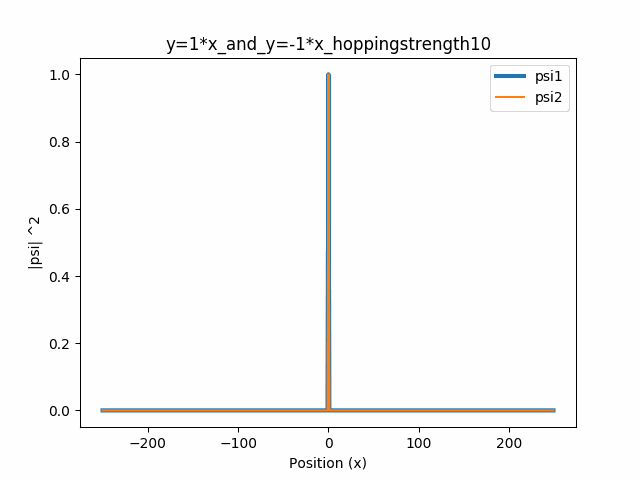 y=1*x_and_y=-1*x_hoppingstrength10
psi1
psi2
|psi| ^2
1.0
0.8
0.6
0.4
0.2
0.0
−200
−100
0
100
200
Position (x)